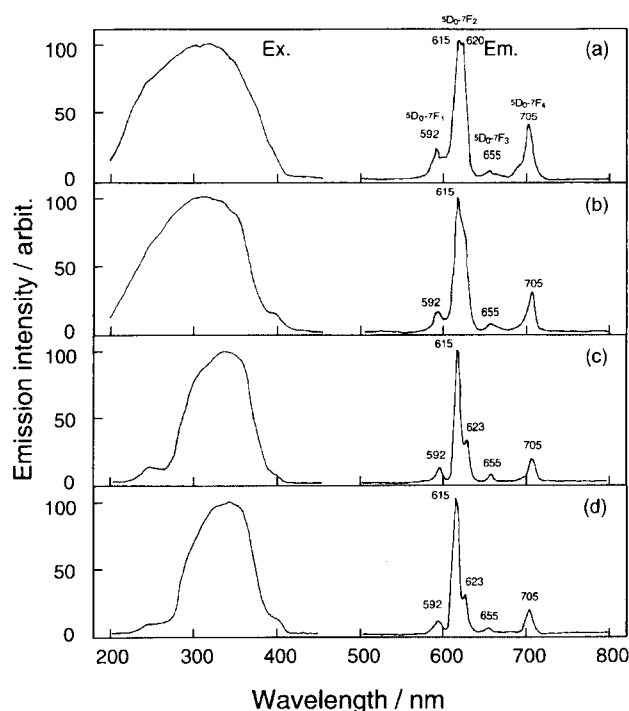 ⁵D₀-⁷F₂
100 Ex. 615 620 Em. (a)
⁵D₀-⁷F₁ ⁵D₀-⁷F₄
50 592 ⁵D₀-⁷F₃ 705
655
0
615
100 (b)
50 592 655 705
0
615
100 (c)
50 623
592 655 705
0
615
100 (d)
50 623
592 655 705
0
200 300 400 500 600 700 800
Wavelength / nm
Emission intensity / arbit.